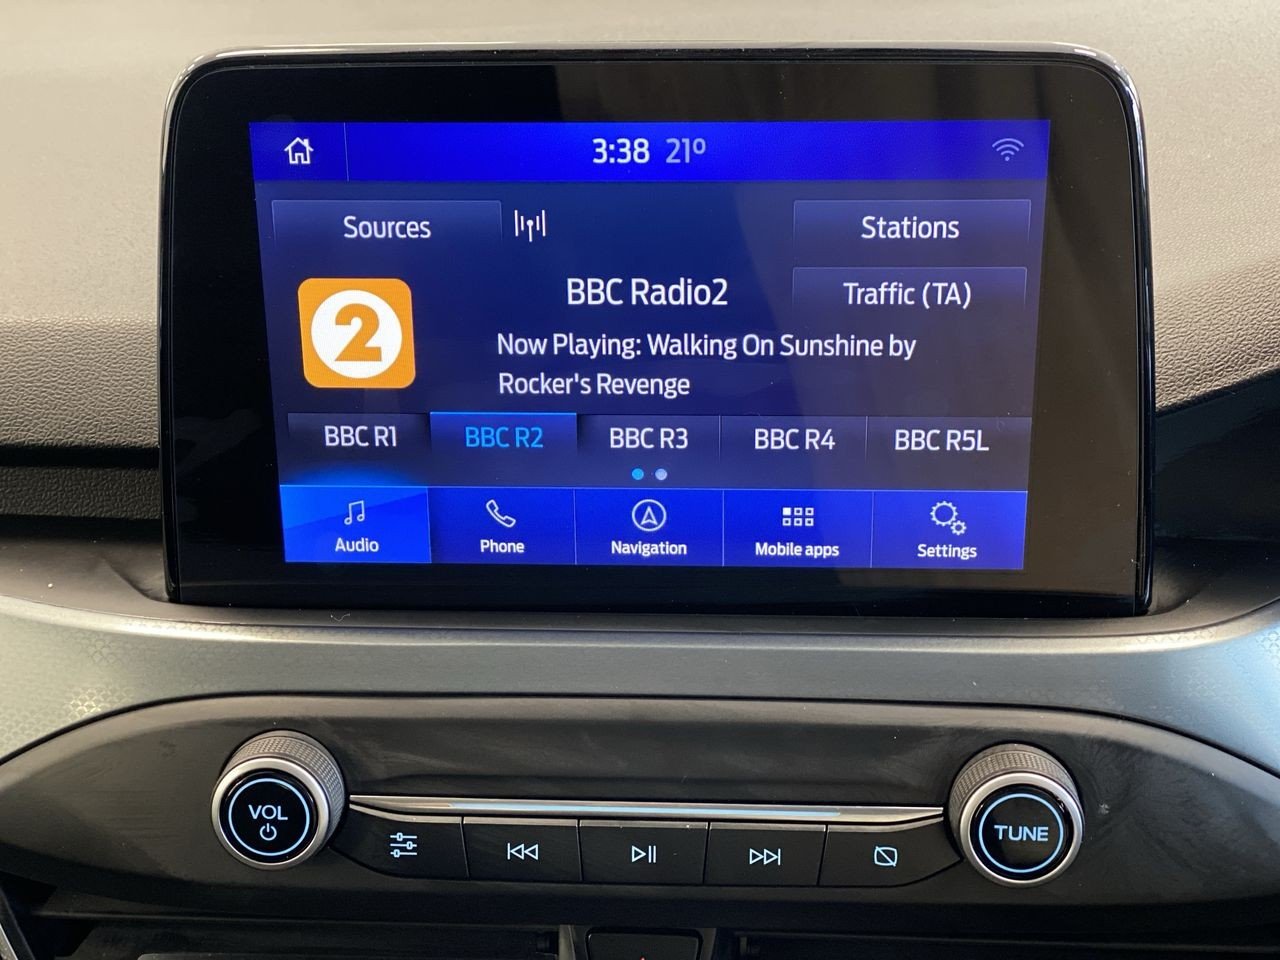 3:38 21º
Sources
Stations
2
BBC Radio2
Traffic (TA)
Now Playing: Walking On Sunshine by
Rocker's Revenge
BBC R1 BBC R2 BBC R3 BBC R4 BBC R5L
Audio Phone Navigation Mobile apps Settings
VOL
TUNE